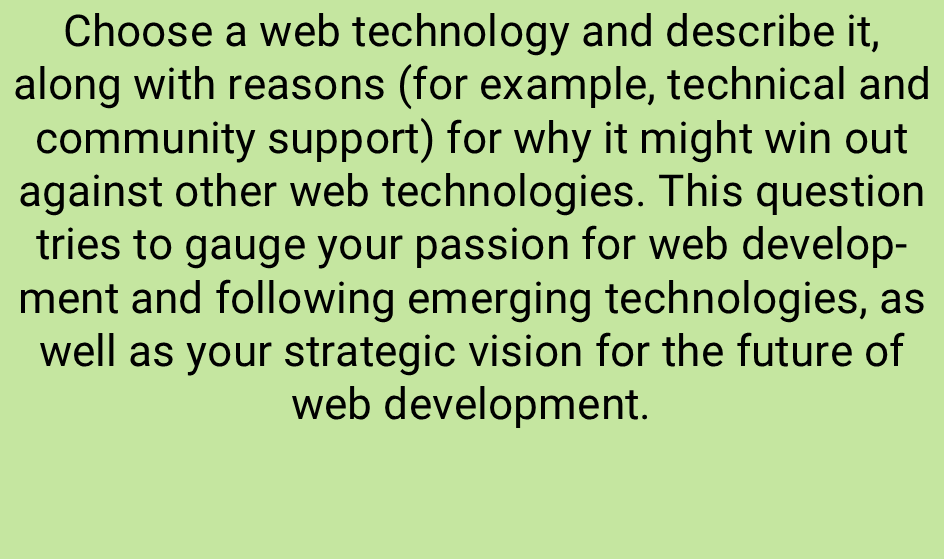 Choose a web technology and describe it,
along with reasons (for example, technical and
community support) for why it might win out
against other web technologies. This question
tries to gauge your passion for web develop-
ment and following emerging technologies, as
well as your strategic vision for the future of
web development.